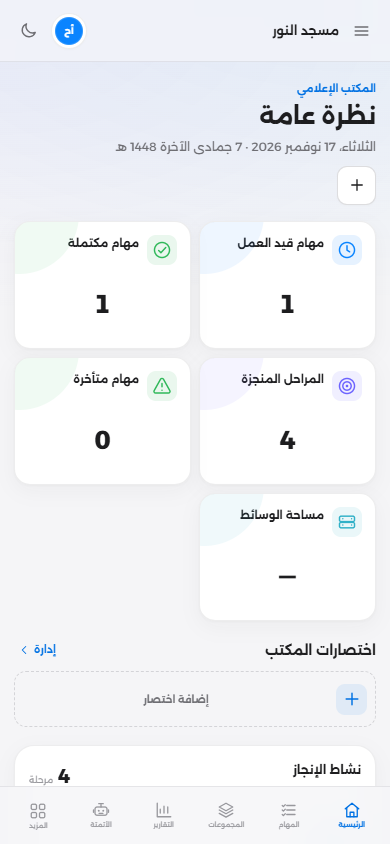 مسجد النور
أح
المكتب الإعلامي
نظرة عامة
الثلاثاء، 17 نوفمبر 2026 · 7 جمادى الآخرة 1448 هـ
مهام قيد العمل
1
مهام مكتملة
1
المراحل المنجزة
4
مهام متأخرة
0
مساحة الوسائط
—
اختصارات المكتب
إدارة
إضافة اختصار
نشاط الإنجاز
4 مرحلة
الرئيسية
المهام
المجموعات
التقارير
الأتمتة
المزيد